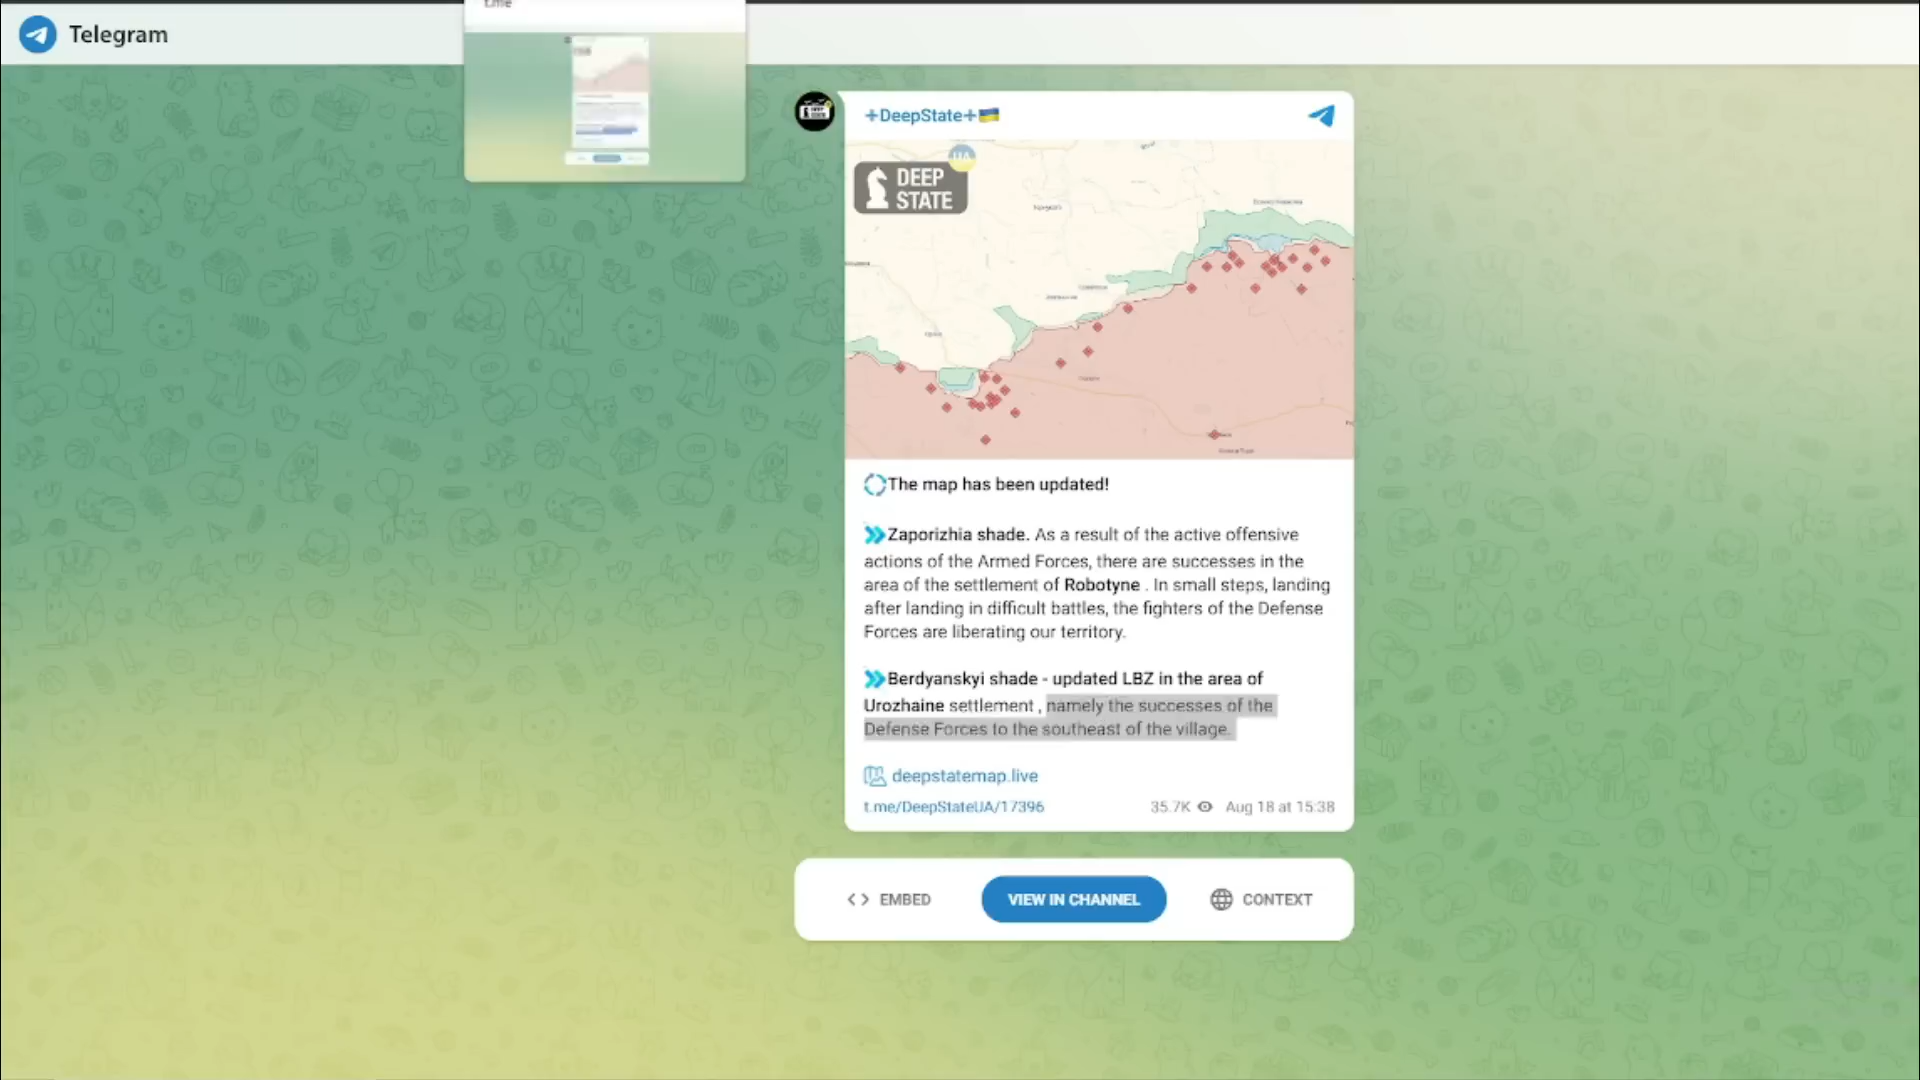 t.me
Telegram
+DeepState+
UA
DEEP
STATE
The map has been updated!
Zaporizhia shade. As a result of the active offensive
actions of the Armed Forces, there are successes in the
area of the settlement of Robotyne . In small steps, landing
after landing in difficult battles, the fighters of the Defense
Forces are liberating our territory.
Berdyanskyi shade - updated LBZ in the area of
Urozhaine settlement , namely the successes of the
Defense Forces to the southeast of the village.
deepstatemap.live
t.me/DeepStateUA/17396 35.7K Aug 18 at 15:38
EMBED VIEW IN CHANNEL CONTEXT